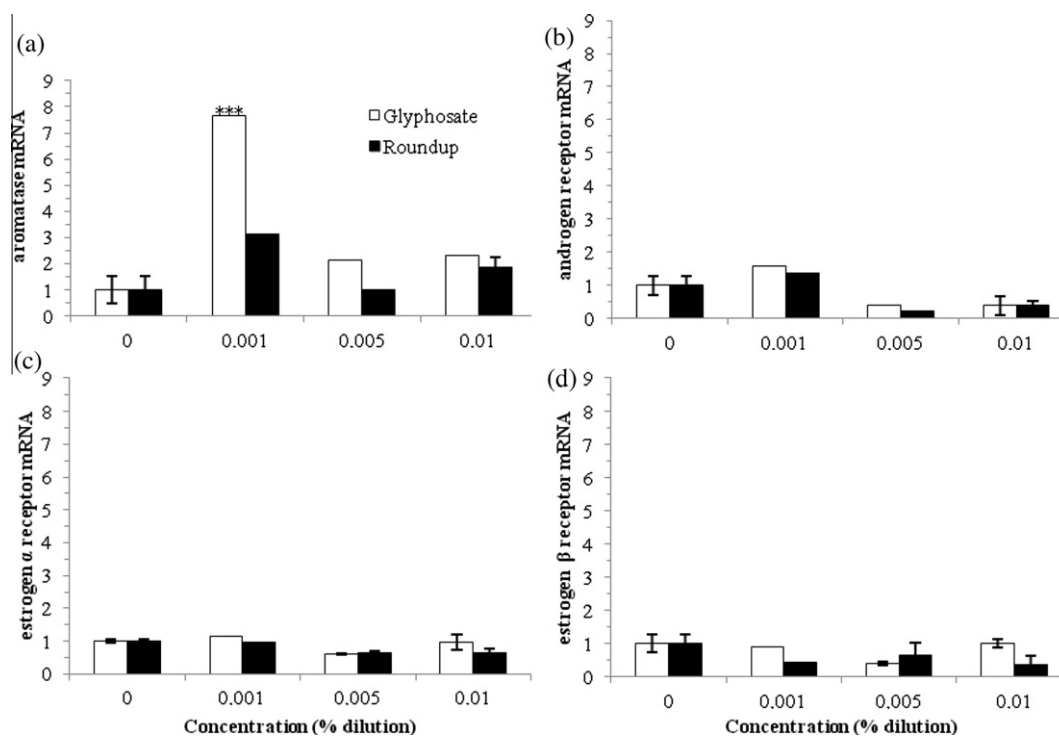 (a)
aromatase mRNA
9
8
7
6
5
4
3
2
1
0
***
Glyphosate
Roundup
0 0.001 0.005 0.01
(b)
androgen receptor mRNA
9
8
7
6
5
4
3
2
1
0
0 0.001 0.005 0.01
(c)
estrogen α receptor mRNA
9
8
7
6
5
4
3
2
1
0
0 0.001 0.005 0.01
Concentration (% dilution)
(d)
estrogen β receptor mRNA
9
8
7
6
5
4
3
2
1
0
0 0.001 0.005 0.01
Concentration (% dilution)